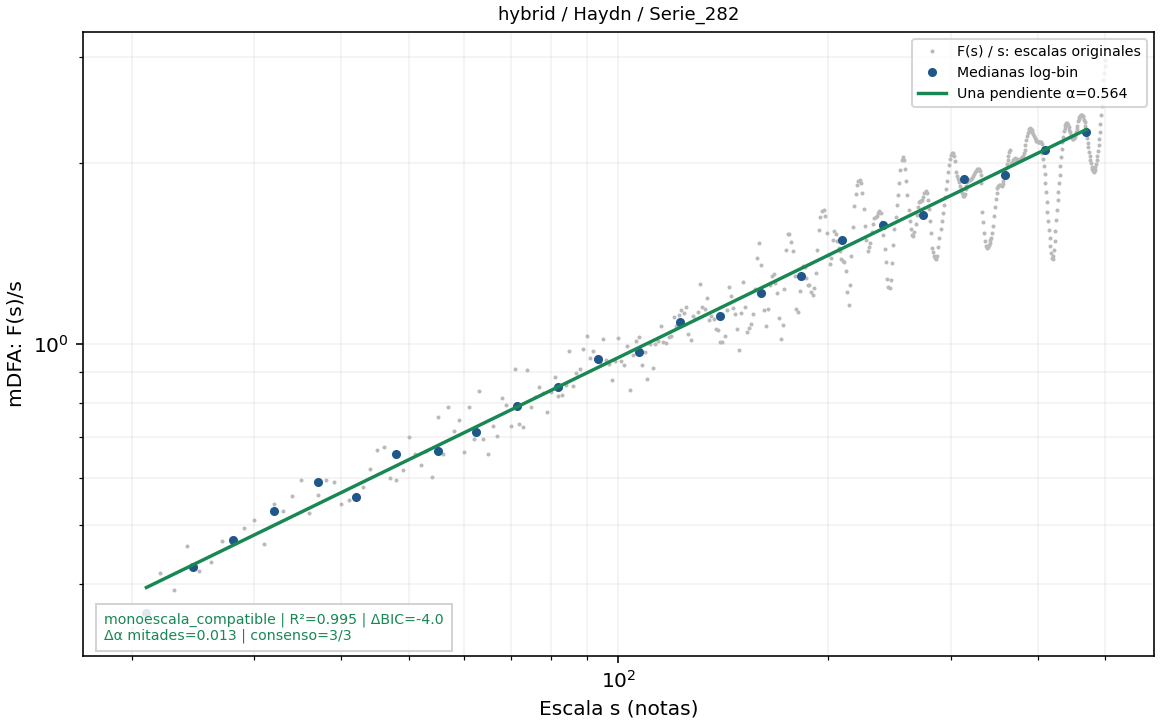 hybrid / Haydn / Serie_282
F(s) / s: escalas originales
Medianas log-bin
Una pendiente α=0.564
mDFA: F(s)/s
10⁰
monoescala_compatible | R²=0.995 | ΔBIC=-4.0
Δα mitades=0.013 | consenso=3/3
10²
Escala s (notas)